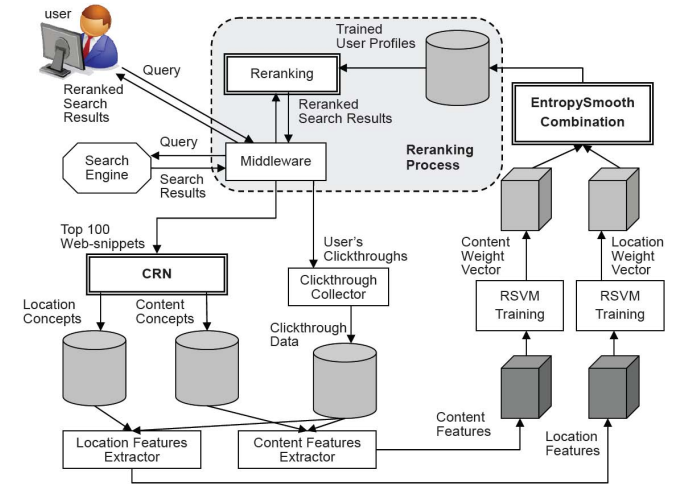 user
Query
Reranked
Search
Results
Trained
User Profiles
Reranking
Reranked
Search Results
Reranking
Process
EntropySmooth
Combination
Query
Search
Engine
Search
Results
Middleware
Top 100
Web-snippets
CRN
User's
Clickthroughs
Clickthrough
Collector
Location
Concepts
Content
Concepts
Clickthrough
Data
Content
Weight
Vector
Location
Weight
Vector
RSVM
Training
RSVM
Training
Location Features
Extractor
Content Features
Extractor
Content
Features
Location
Features